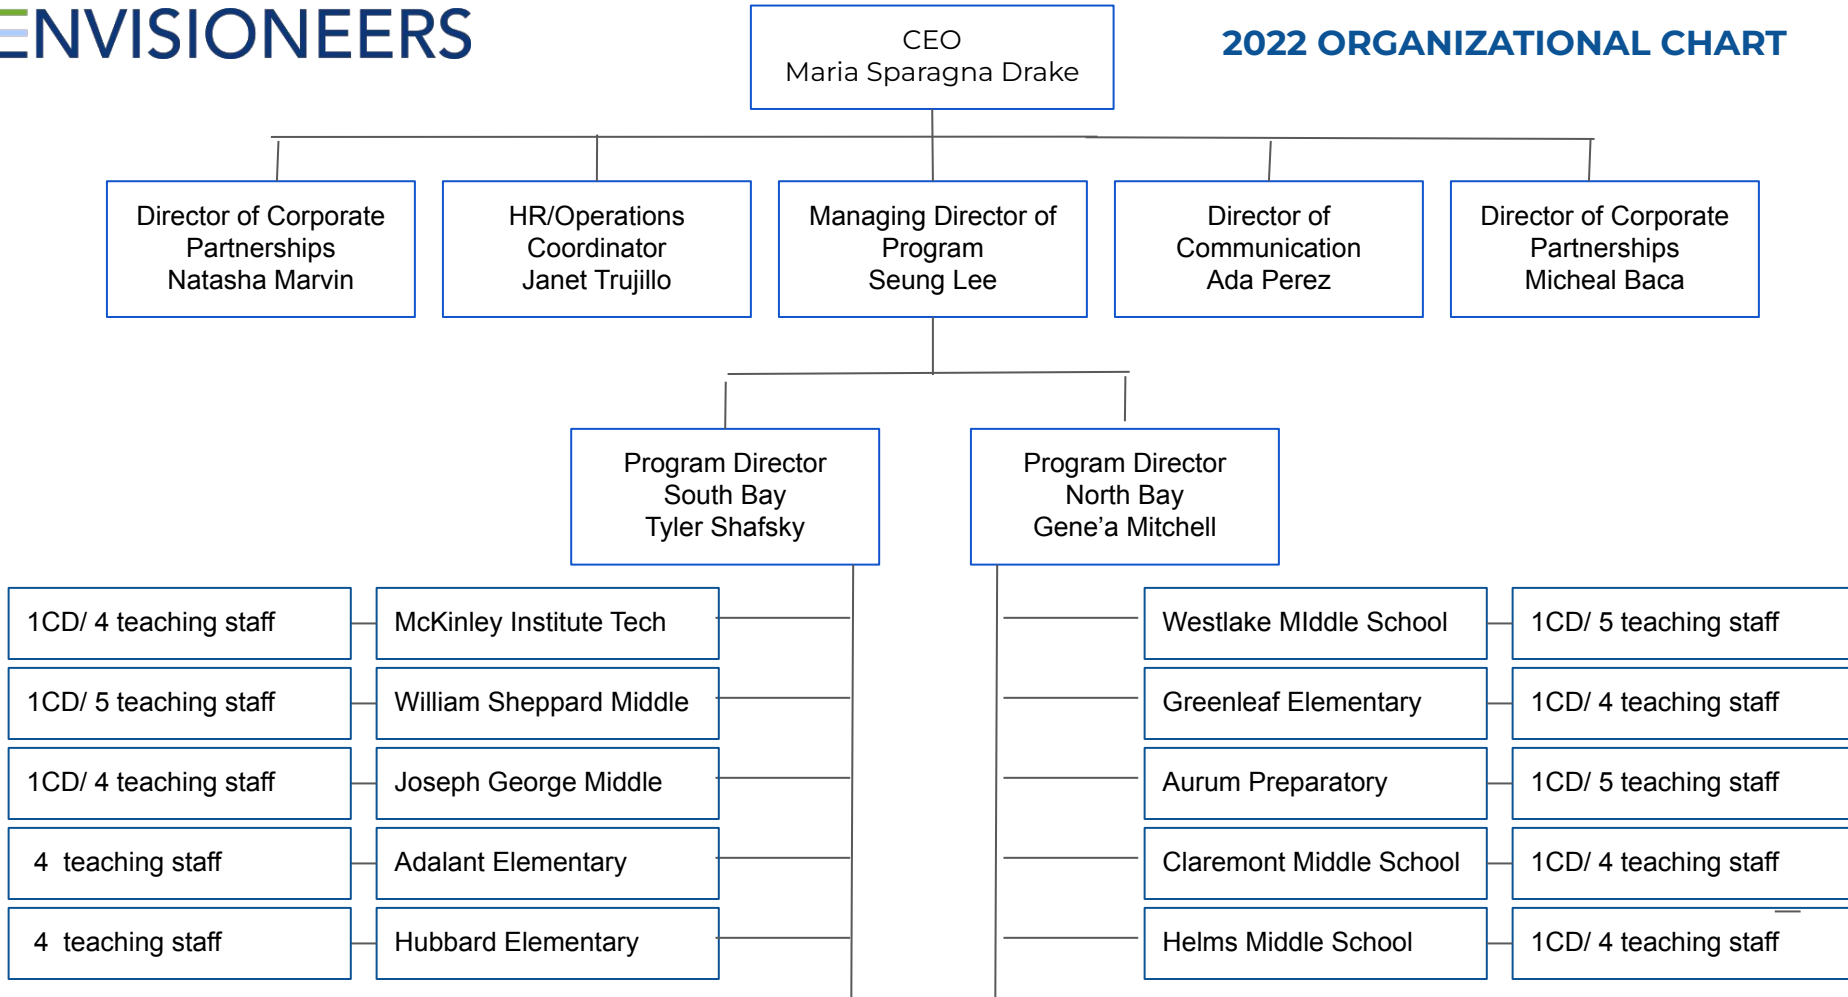 ENVISIONEERS
2022 ORGANIZATIONAL CHART
CEO
Maria Sparagna Drake
Director of Corporate
Partnerships
Natasha Marvin
HR/Operations
Coordinator
Janet Trujillo
Managing Director of
Program
Seung Lee
Director of
Communication
Ada Perez
Director of Corporate
Partnerships
Micheal Baca
Program Director
South Bay
Tyler Shafsky
Program Director
North Bay
Gene’a Mitchell
1CD/ 4 teaching staff
McKinley Institute Tech
Westlake MIddle School
1CD/ 5 teaching staff
1CD/ 5 teaching staff
William Sheppard Middle
Greenleaf Elementary
1CD/ 4 teaching staff
1CD/ 4 teaching staff
Joseph George Middle
Aurum Preparatory
1CD/ 5 teaching staff
4 teaching staff
Adalant Elementary
Claremont Middle School
1CD/ 4 teaching staff
4 teaching staff
Hubbard Elementary
Helms Middle School
1CD/ 4 teaching staff